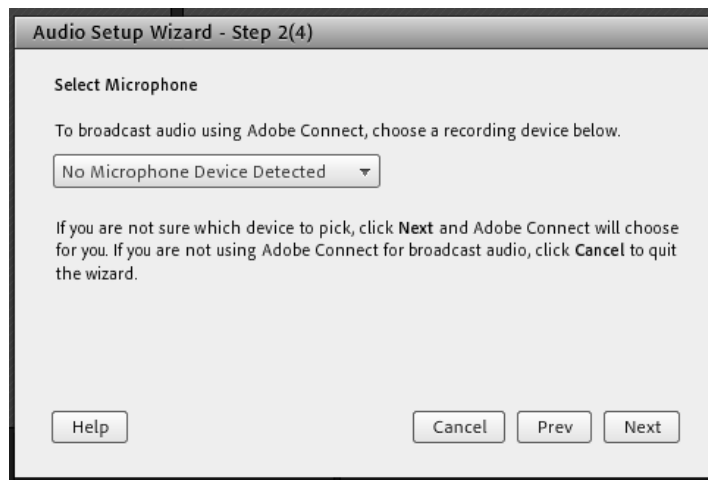 Audio Setup Wizard - Step 2(4)
Select Microphone
To broadcast audio using Adobe Connect, choose a recording device below.
No Microphone Device Detected
If you are not sure which device to pick, click Next and Adobe Connect will choose
for you. If you are not using Adobe Connect for broadcast audio, click Cancel to quit
the wizard.
Help Cancel Prev Next